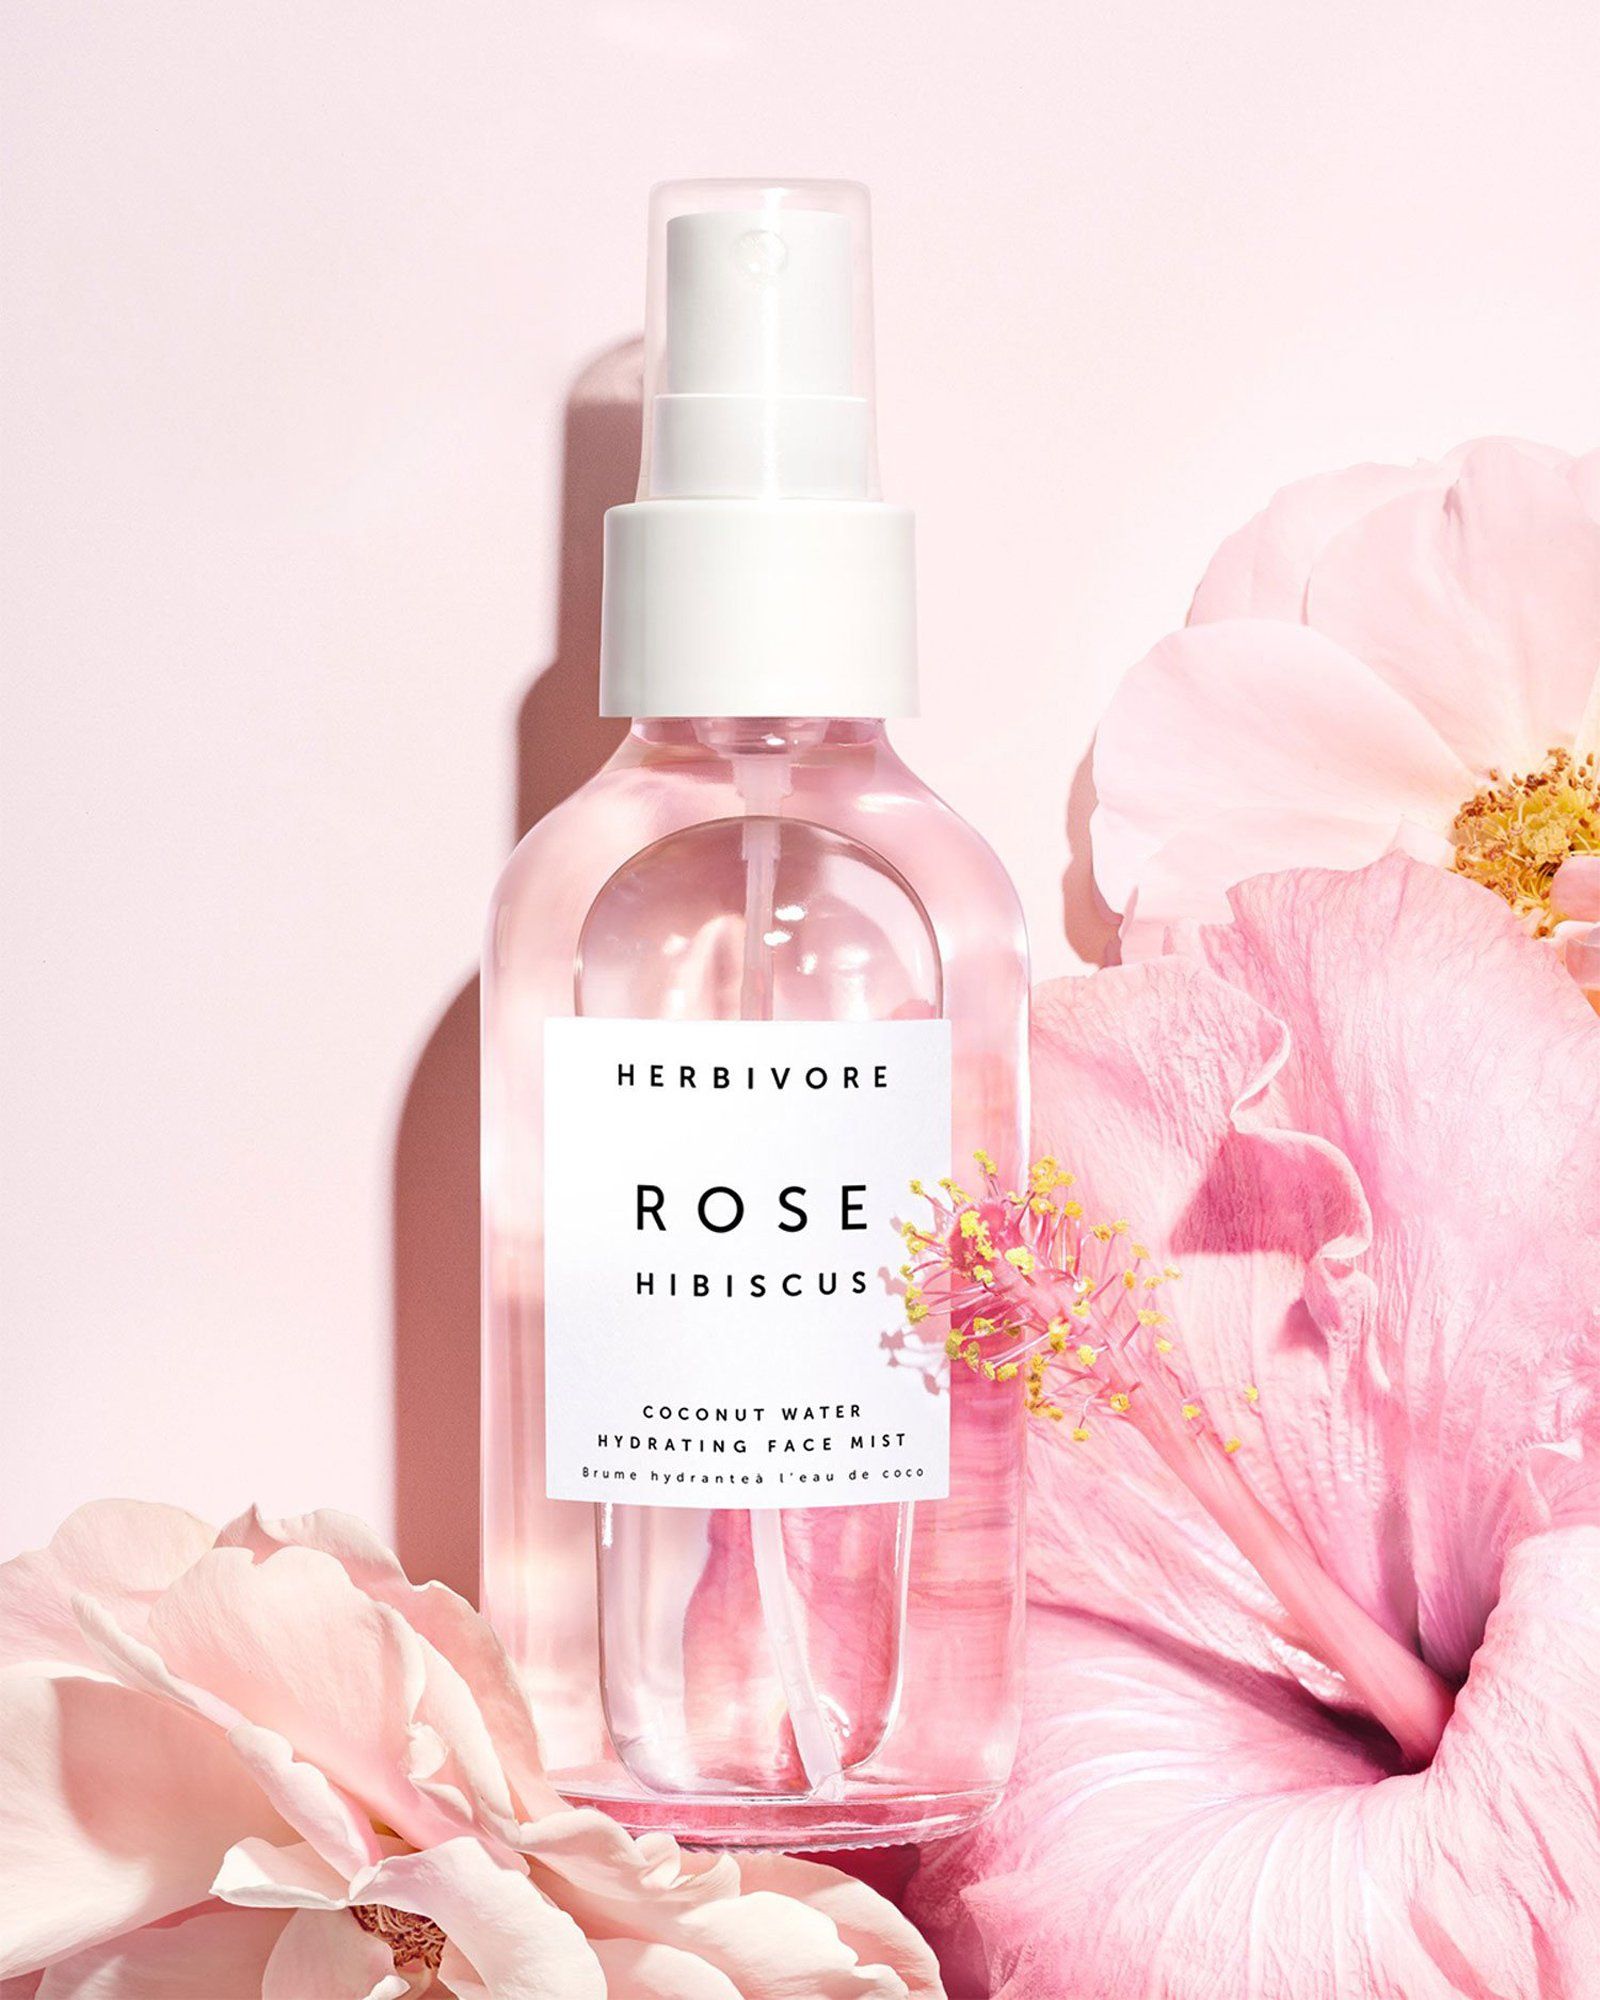 HERBIVORE
ROSE
HIBISCUS
COCONUT WATER
HYDRATING FACE MIST
Brume hydranteà l'eau de coco